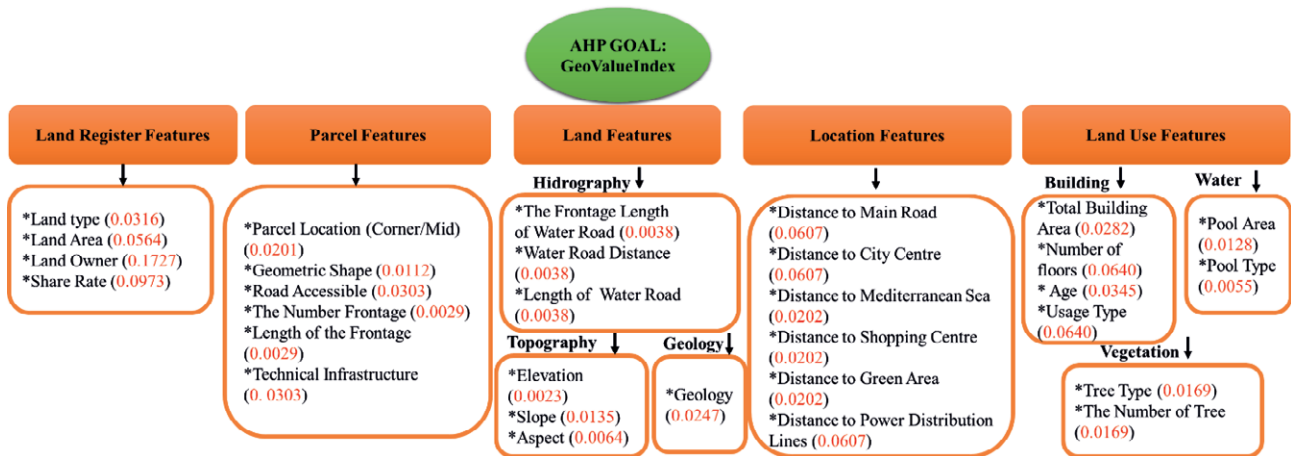 AHP GOAL:
GeoValueIndex
Land Register Features
Parcel Features
Land Features
Location Features
Land Use Features
*Land type (0.0316)
*Land Area (0.0564)
*Land Owner (0.1727)
*Share Rate (0.0973)
*Parcel Location (Corner/Mid)
(0.0201)
*Geometric Shape (0.0112)
*Road Accessible (0.0303)
*The Number Frontage (0.0029)
*Length of the Frontage
(0.0029)
*Technical Infrastructure
(0. 0303)
Hidrography
*The Frontage Length
of Water Road (0.0038)
*Water Road Distance
(0.0038)
*Length of Water Road
(0.0038)
Topography
*Elevation
(0.0023)
*Slope (0.0135)
*Aspect (0.0064)
Geology
*Geology
(0.0247)
*Distance to Main Road
(0.0607)
*Distance to City Centre
(0.0607)
*Distance to Mediterranean Sea
(0.0202)
*Distance to Shopping Centre
(0.0202)
*Distance to Green Area
(0.0202)
*Distance to Power Distribution
Lines (0.0607)
Building
*Total Building
Area (0.0282)
*Number of
floors (0.0640)
* Age (0.0345)
*Usage Type
(0.0640)
Water
*Pool Area
(0.0128)
*Pool Type
(0.0055)
Vegetation
*Tree Type (0.0169)
*The Number of Tree
(0.0169)